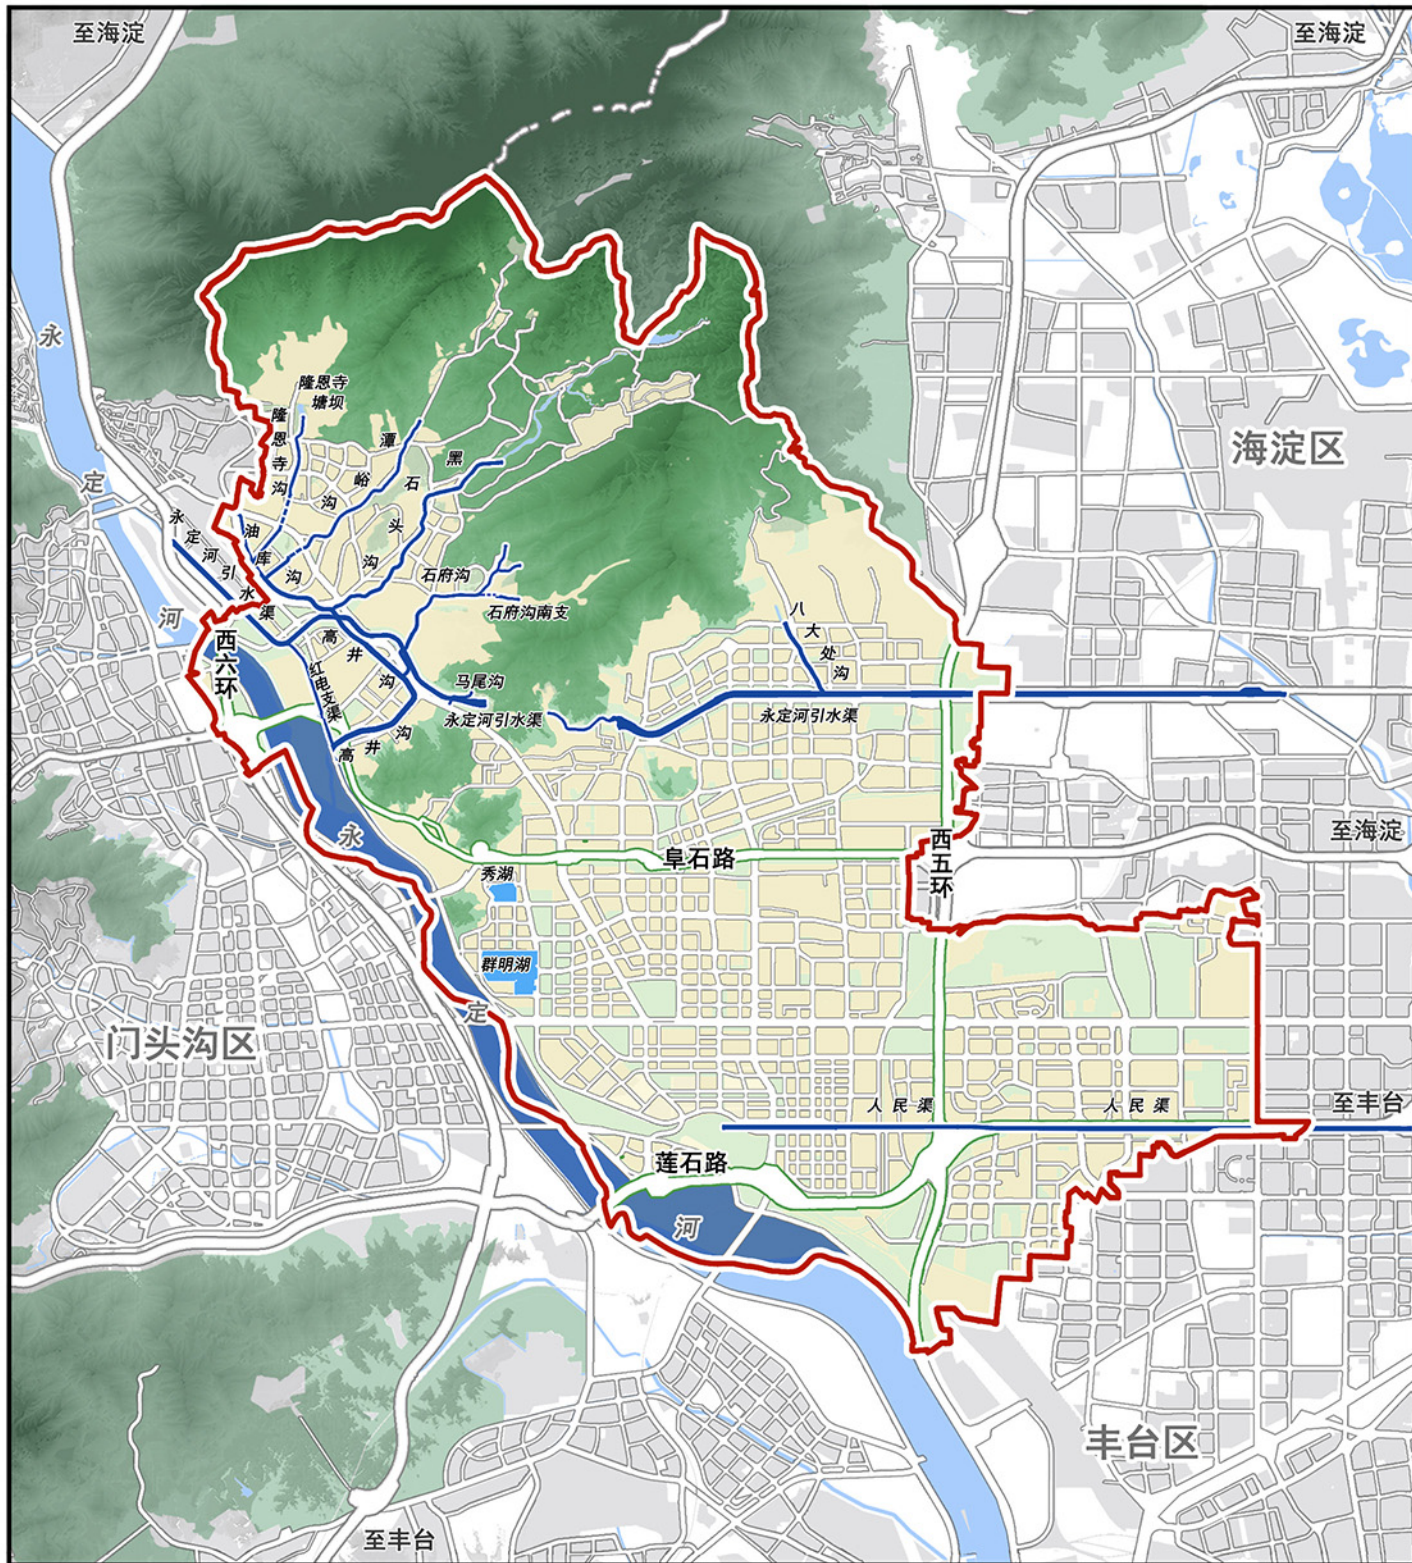 至海淀
至海淀
永定河
隆恩寺
塘坝
隆恩寺沟
潭峪沟
黑石头沟
海淀区
油库沟
永定河引水渠
石府沟
石府沟南支
八大处沟
西六环
高井沟
红电支渠
马尾沟
永定河引水渠
永定河引水渠
高井沟
永定河
阜石路
西五环
至海淀
秀湖
群明湖
门头沟区
人民渠
人民渠
至丰台
莲石路
丰台区
至丰台